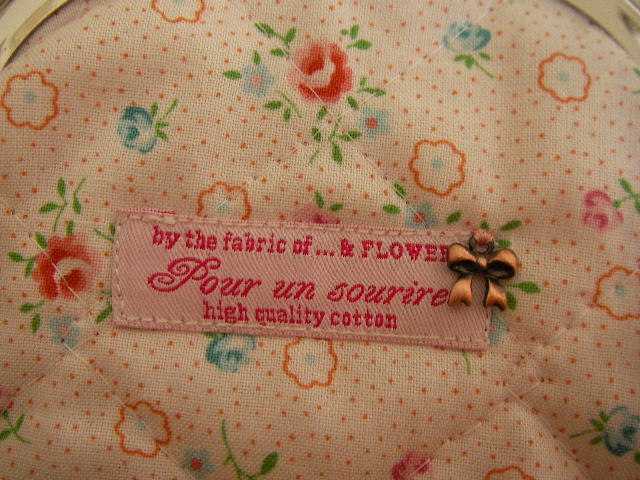 by the fabric of... & FLOWER
Pour un sourire
high quality cotton